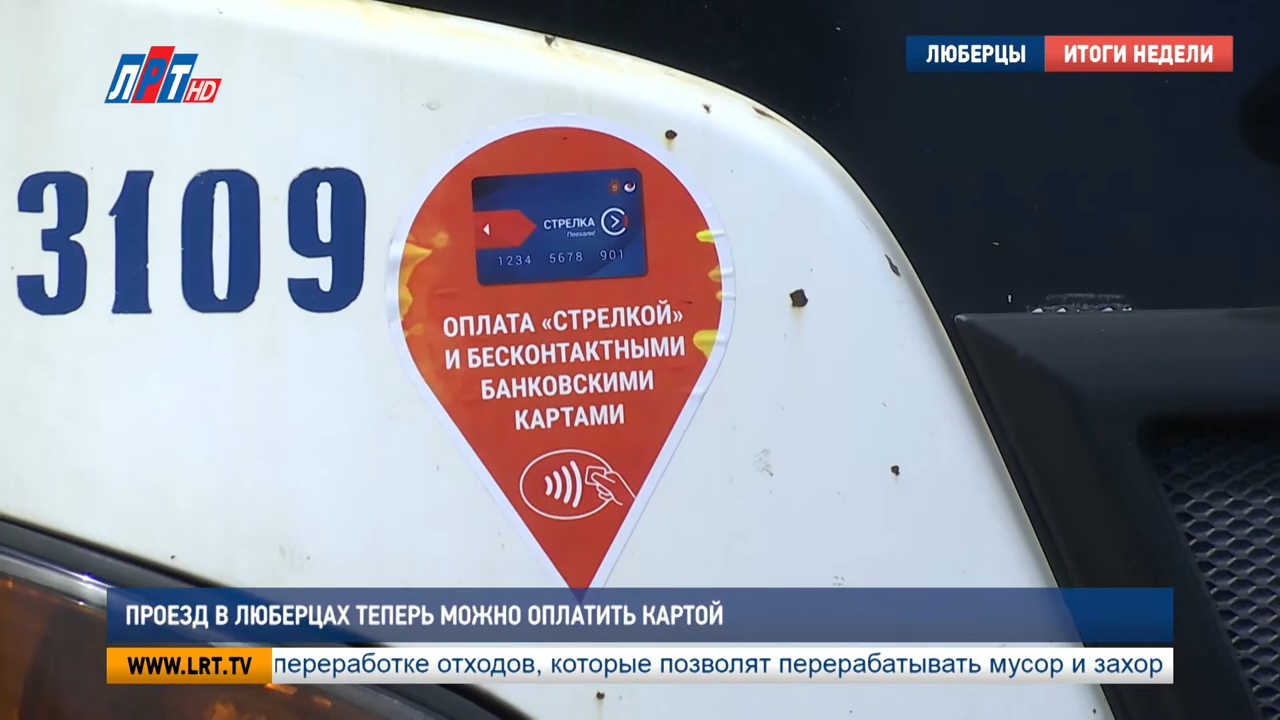 ЛРТ HD
ЛЮБЕРЦЫ ИТОГИ НЕДЕЛИ
3109
СТРЕЛКА
Поехали!
1234 5678 901
ОПЛАТА «СТРЕЛКОЙ»
И БЕСКОНТАКТНЫМИ
БАНКОВСКИМИ
КАРТАМИ
ПРОЕЗД В ЛЮБЕРЦАХ ТЕПЕРЬ МОЖНО ОПЛАТИТЬ КАРТОЙ
WWW.LRT.TV переработке отходов, которые позволят перерабатывать мусор и захор